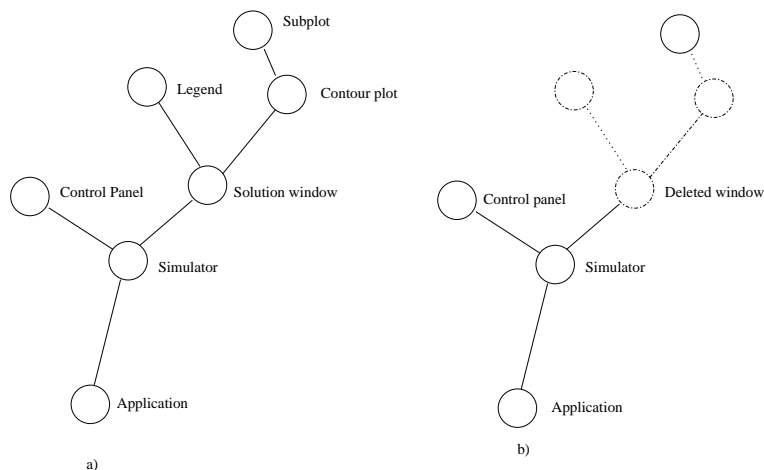 Subplot
Legend
Contour plot
Control Panel
Solution window
Simulator
Application
a)
Control panel
Deleted window
Simulator
Application
b)